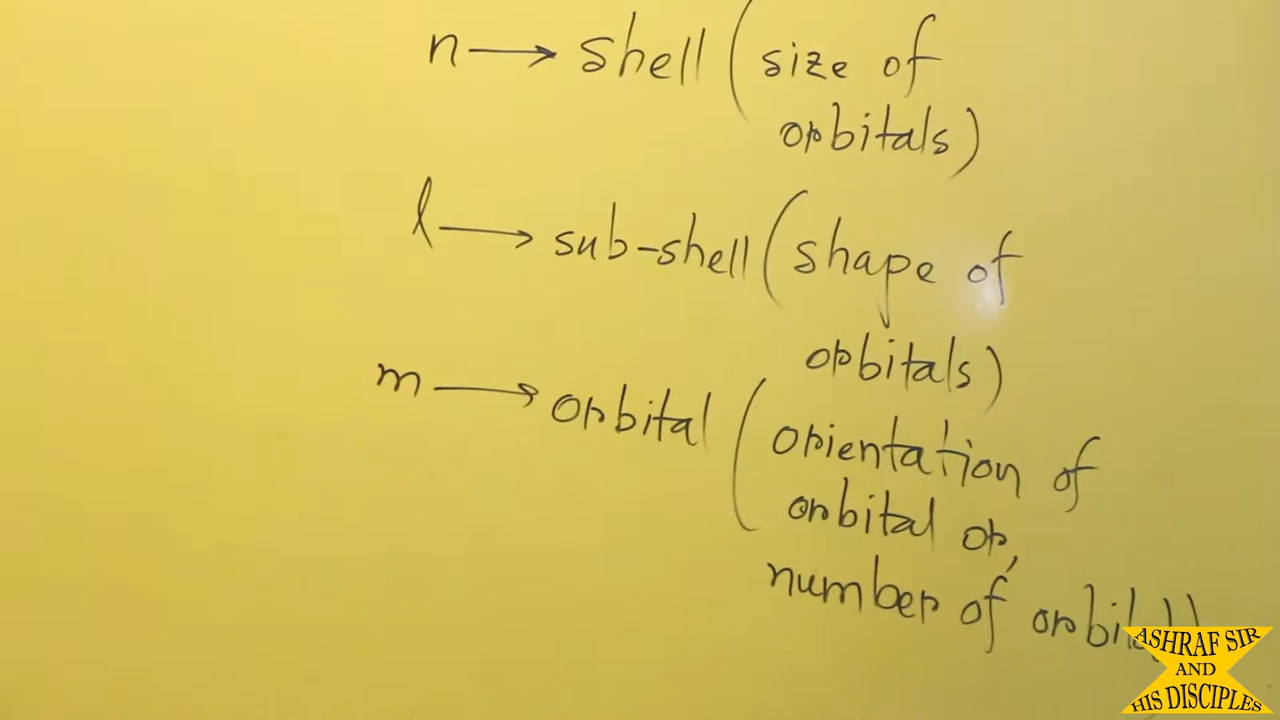 n → shell (size of
orbitals)
l → sub-shell (shape of
orbitals)
m → orbital (orientation of
orbital or,
number of orbital)
ASHRAF SIR
AND
HIS DISCIPLES